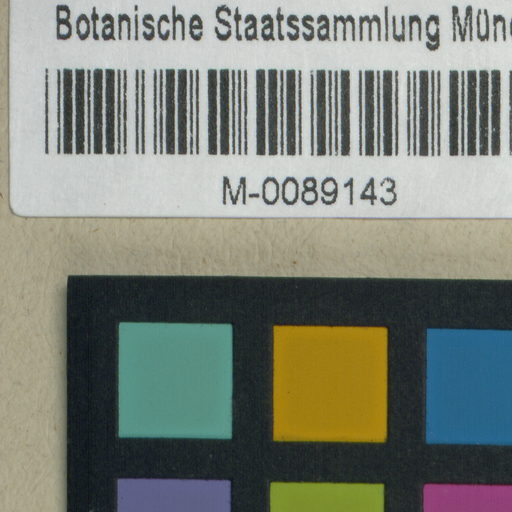 Botanische Staatssammlung
M-0089143